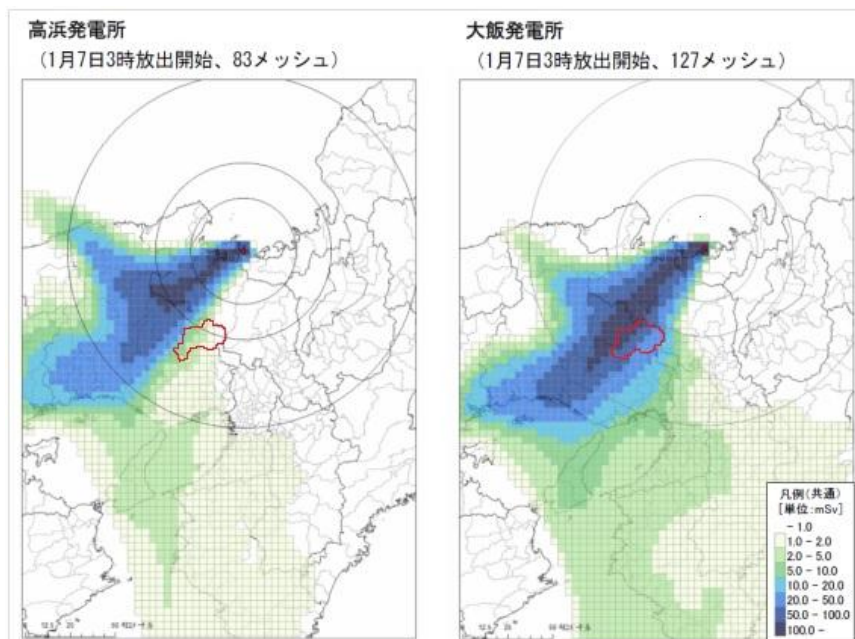 高浜発電所
（1月7日3時放出開始、83メッシュ）
大飯発電所
（1月7日3時放出開始、127メッシュ）
凡例(共通)
[単位:mSv]
- 1.0
1.0 - 2.0
2.0 - 5.0
5.0 - 10.0
10.0 - 20.0
20.0 - 50.0
50.0 - 100.0
100.0 -